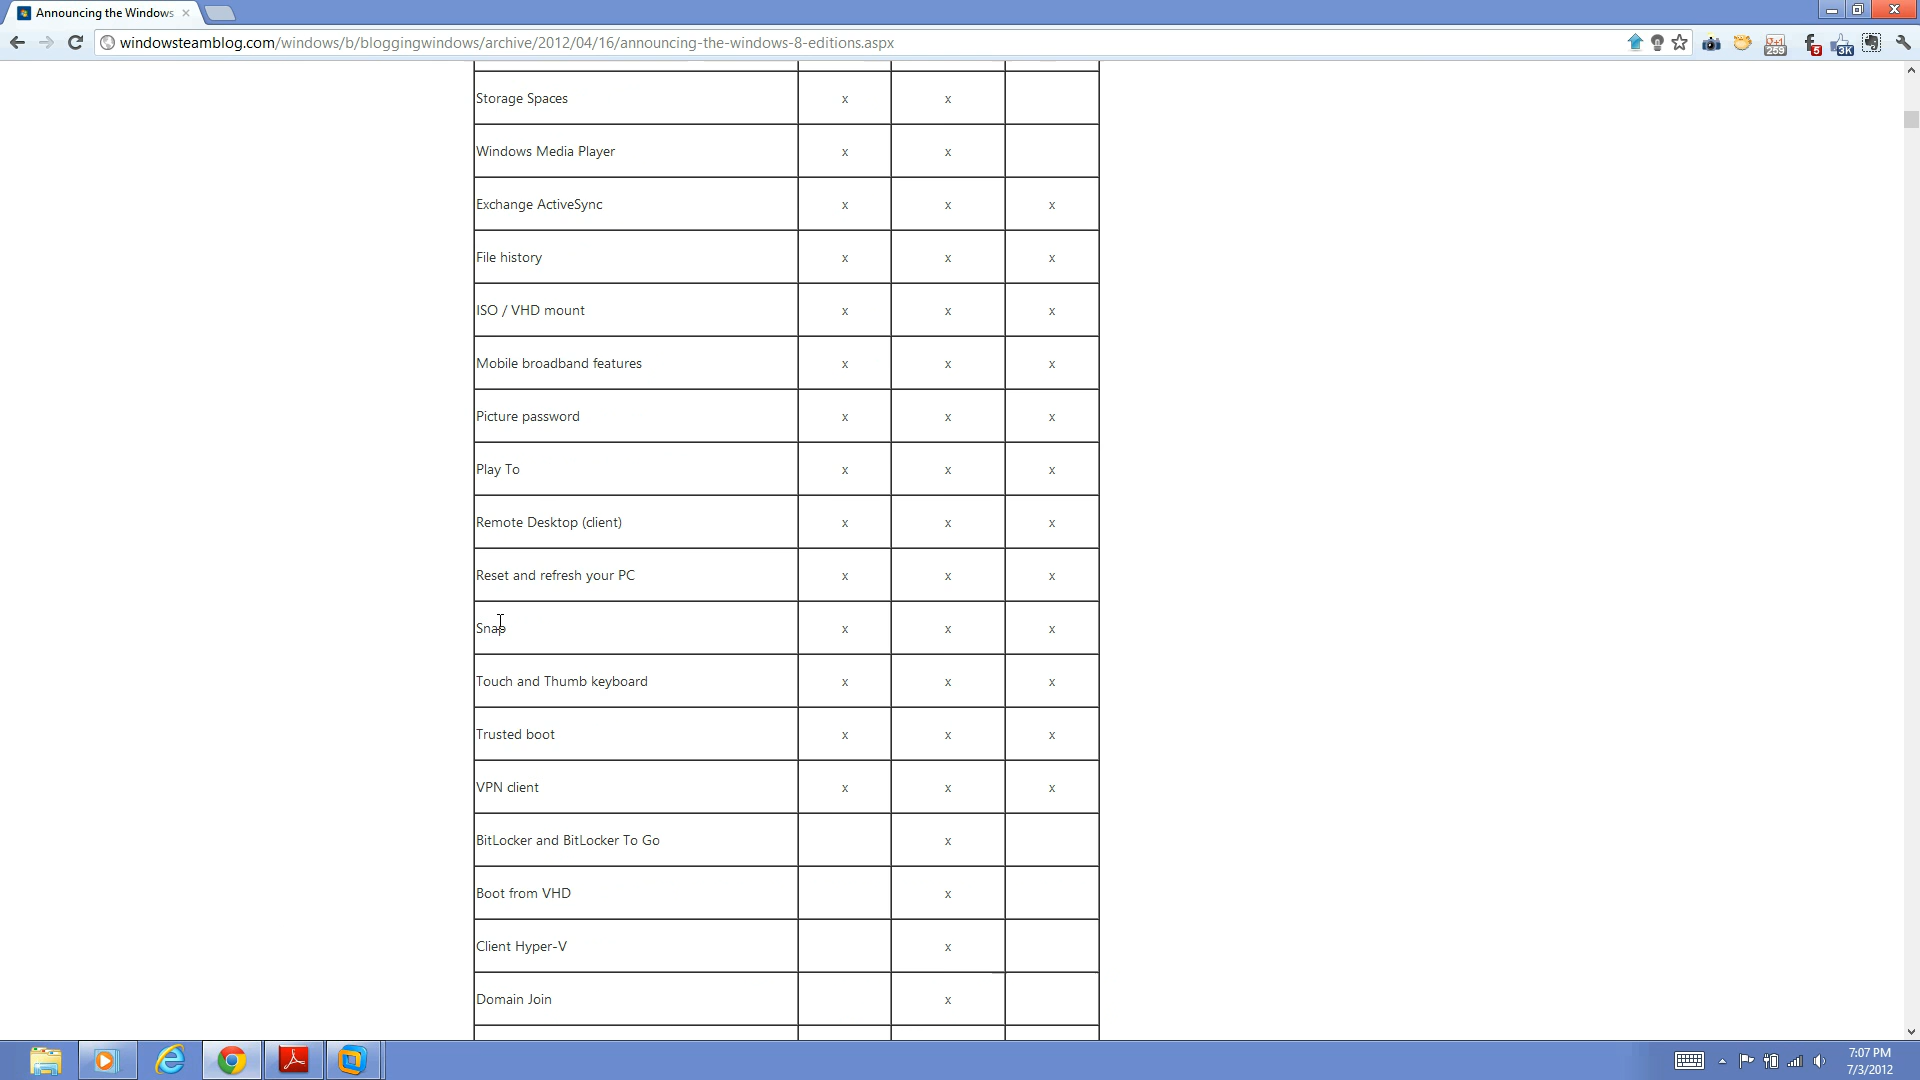 Announcing the Windows
windowsteamblog.com/windows/b/bloggingwindows/archive/2012/04/16/announcing-the-windows-8-editions.aspx
259
5
3K
Storage Spaces x x
Windows Media Player x x
Exchange ActiveSync x x x
File history x x x
ISO / VHD mount x x x
Mobile broadband features x x x
Picture password x x x
Play To x x x
Remote Desktop (client) x x x
Reset and refresh your PC x x x
Snap x x x
Touch and Thumb keyboard x x x
Trusted boot x x x
VPN client x x x
BitLocker and BitLocker To Go x
Boot from VHD x
Client Hyper-V x
Domain Join x
7:07 PM
7/3/2012